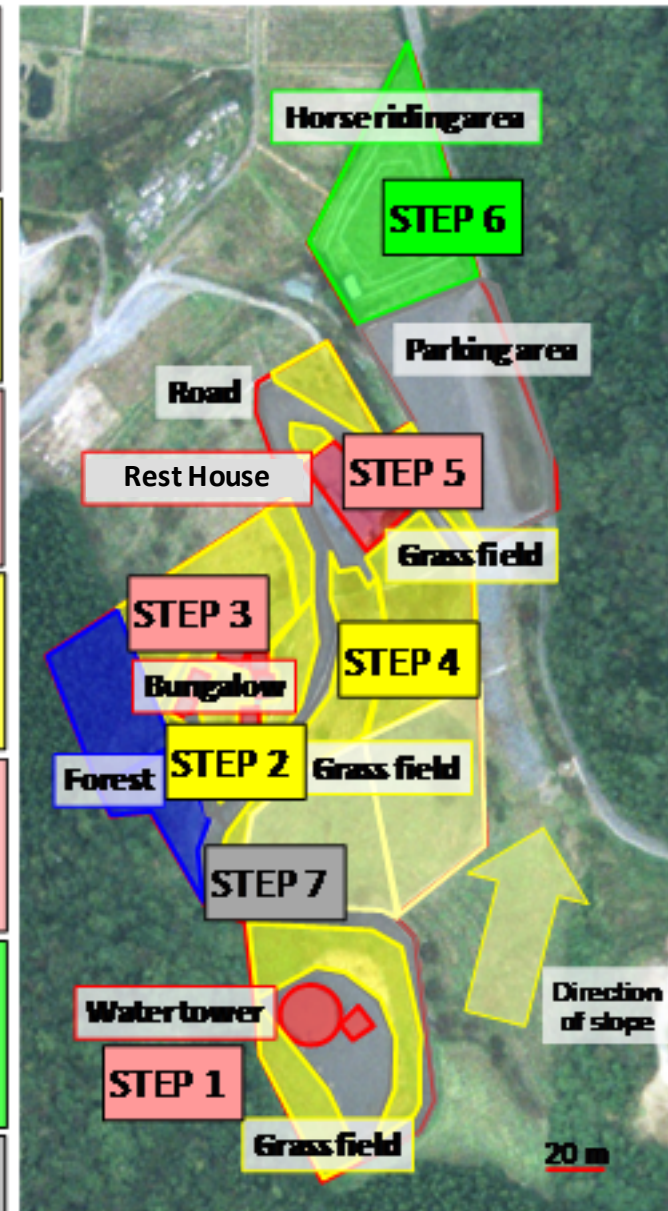 Horse riding area
STEP 6
Parking area
Road
Rest House
STEP 5
Grass field
STEP 3
STEP 4
Bungalow
STEP 2
Grass field
Forest
STEP 7
Water tower
Direction
of slope
STEP 1
Grass field
20 m